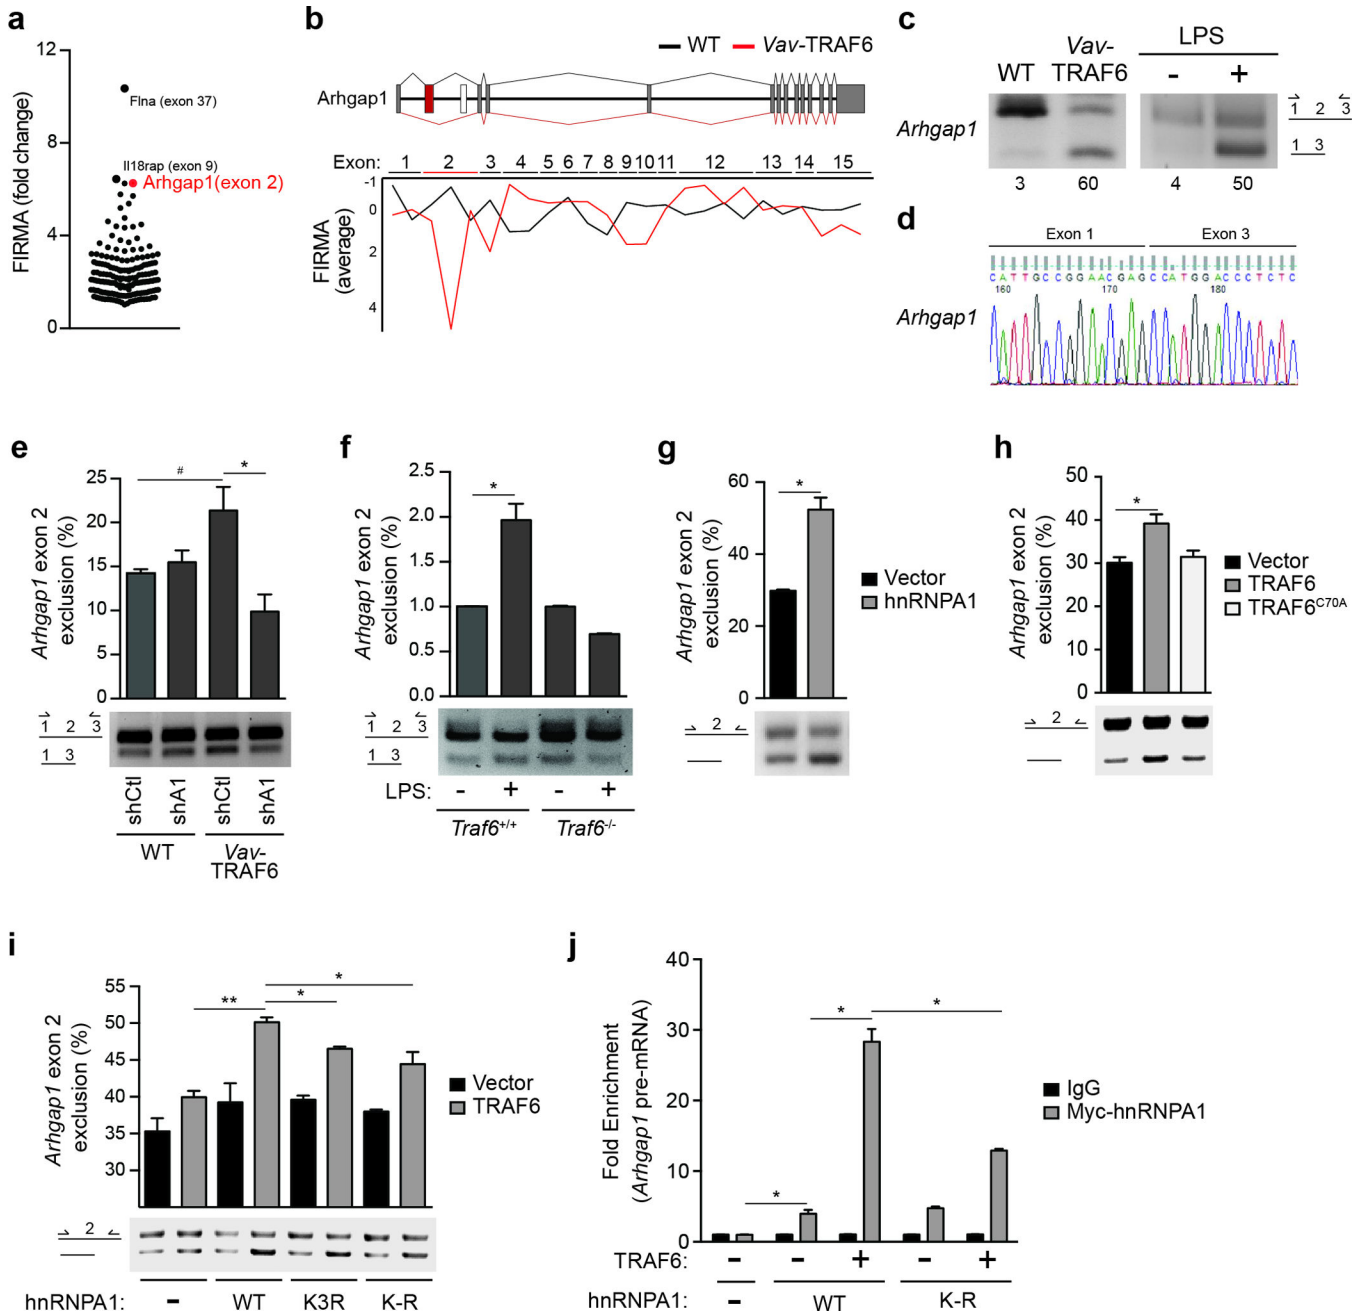 a
12
8
4
0
FIRMA (fold change)
Flna (exon 37)
Il18rap (exon 9)
Arhgap1(exon 2)
b
WT Vav-TRAF6
Arhgap1
Exon: 1 2 3 4 5 6 7 8 9 10 11 12 13 14 15
-1
0
2
4
FIRMA
(average)
c
Vav-
WT TRAF6
LPS
- +
Arhgap1
1 2 3
1 3
3 60 4 50
d
Exon 1 Exon 3
CATTGCCGGAACGAGCCATGGACCCTCTC
160 170 180
Arhgap1
e
25
20
15
10
5
0
Arhgap1 exon 2
exclusion (%)
# *
1 2 3
1 3
shCtl shA1 shCtl shA1
WT Vav-
TRAF6
f
2.5
2.0
1.5
1.0
0.5
0.0
Arhgap1 exon 2
exclusion (%)
*
1 2 3
1 3
LPS: - + - +
Traf6+/+ Traf6-/-
g
60
40
20
0
Arhgap1 exon 2
exclusion (%)
*
Vector
hnRNPA1
2
h
50
40
30
20
10
0
Arhgap1 exon 2
exclusion (%)
*
Vector
TRAF6
TRAF6C70A
2
i
55
50
45
40
35
30
Arhgap1 exon 2
exclusion (%)
** * *
Vector
TRAF6
2
hnRNPA1: - WT K3R K-R
j
40
30
20
10
0
Fold Enrichment
(Arhgap1 pre-mRNA)
* * *
IgG
Myc-hnRNPA1
TRAF6: - - + - +
hnRNPA1: - WT K-R